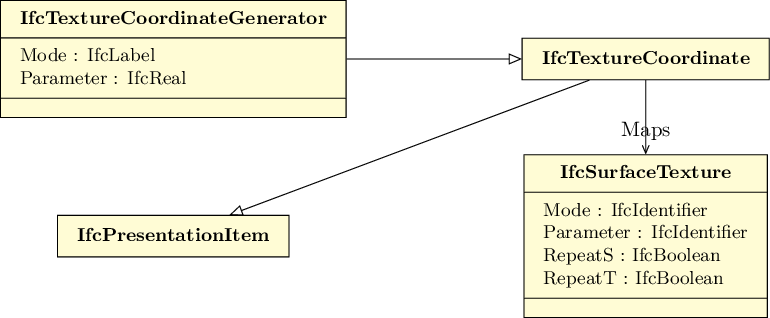 IfcTextureCoordinateGenerator
Mode : IfcLabel
Parameter : IfcReal
IfcTextureCoordinate
Maps
IfcSurfaceTexture
Mode : IfcIdentifier
Parameter : IfcIdentifier
RepeatS : IfcBoolean
RepeatT : IfcBoolean
IfcPresentationItem